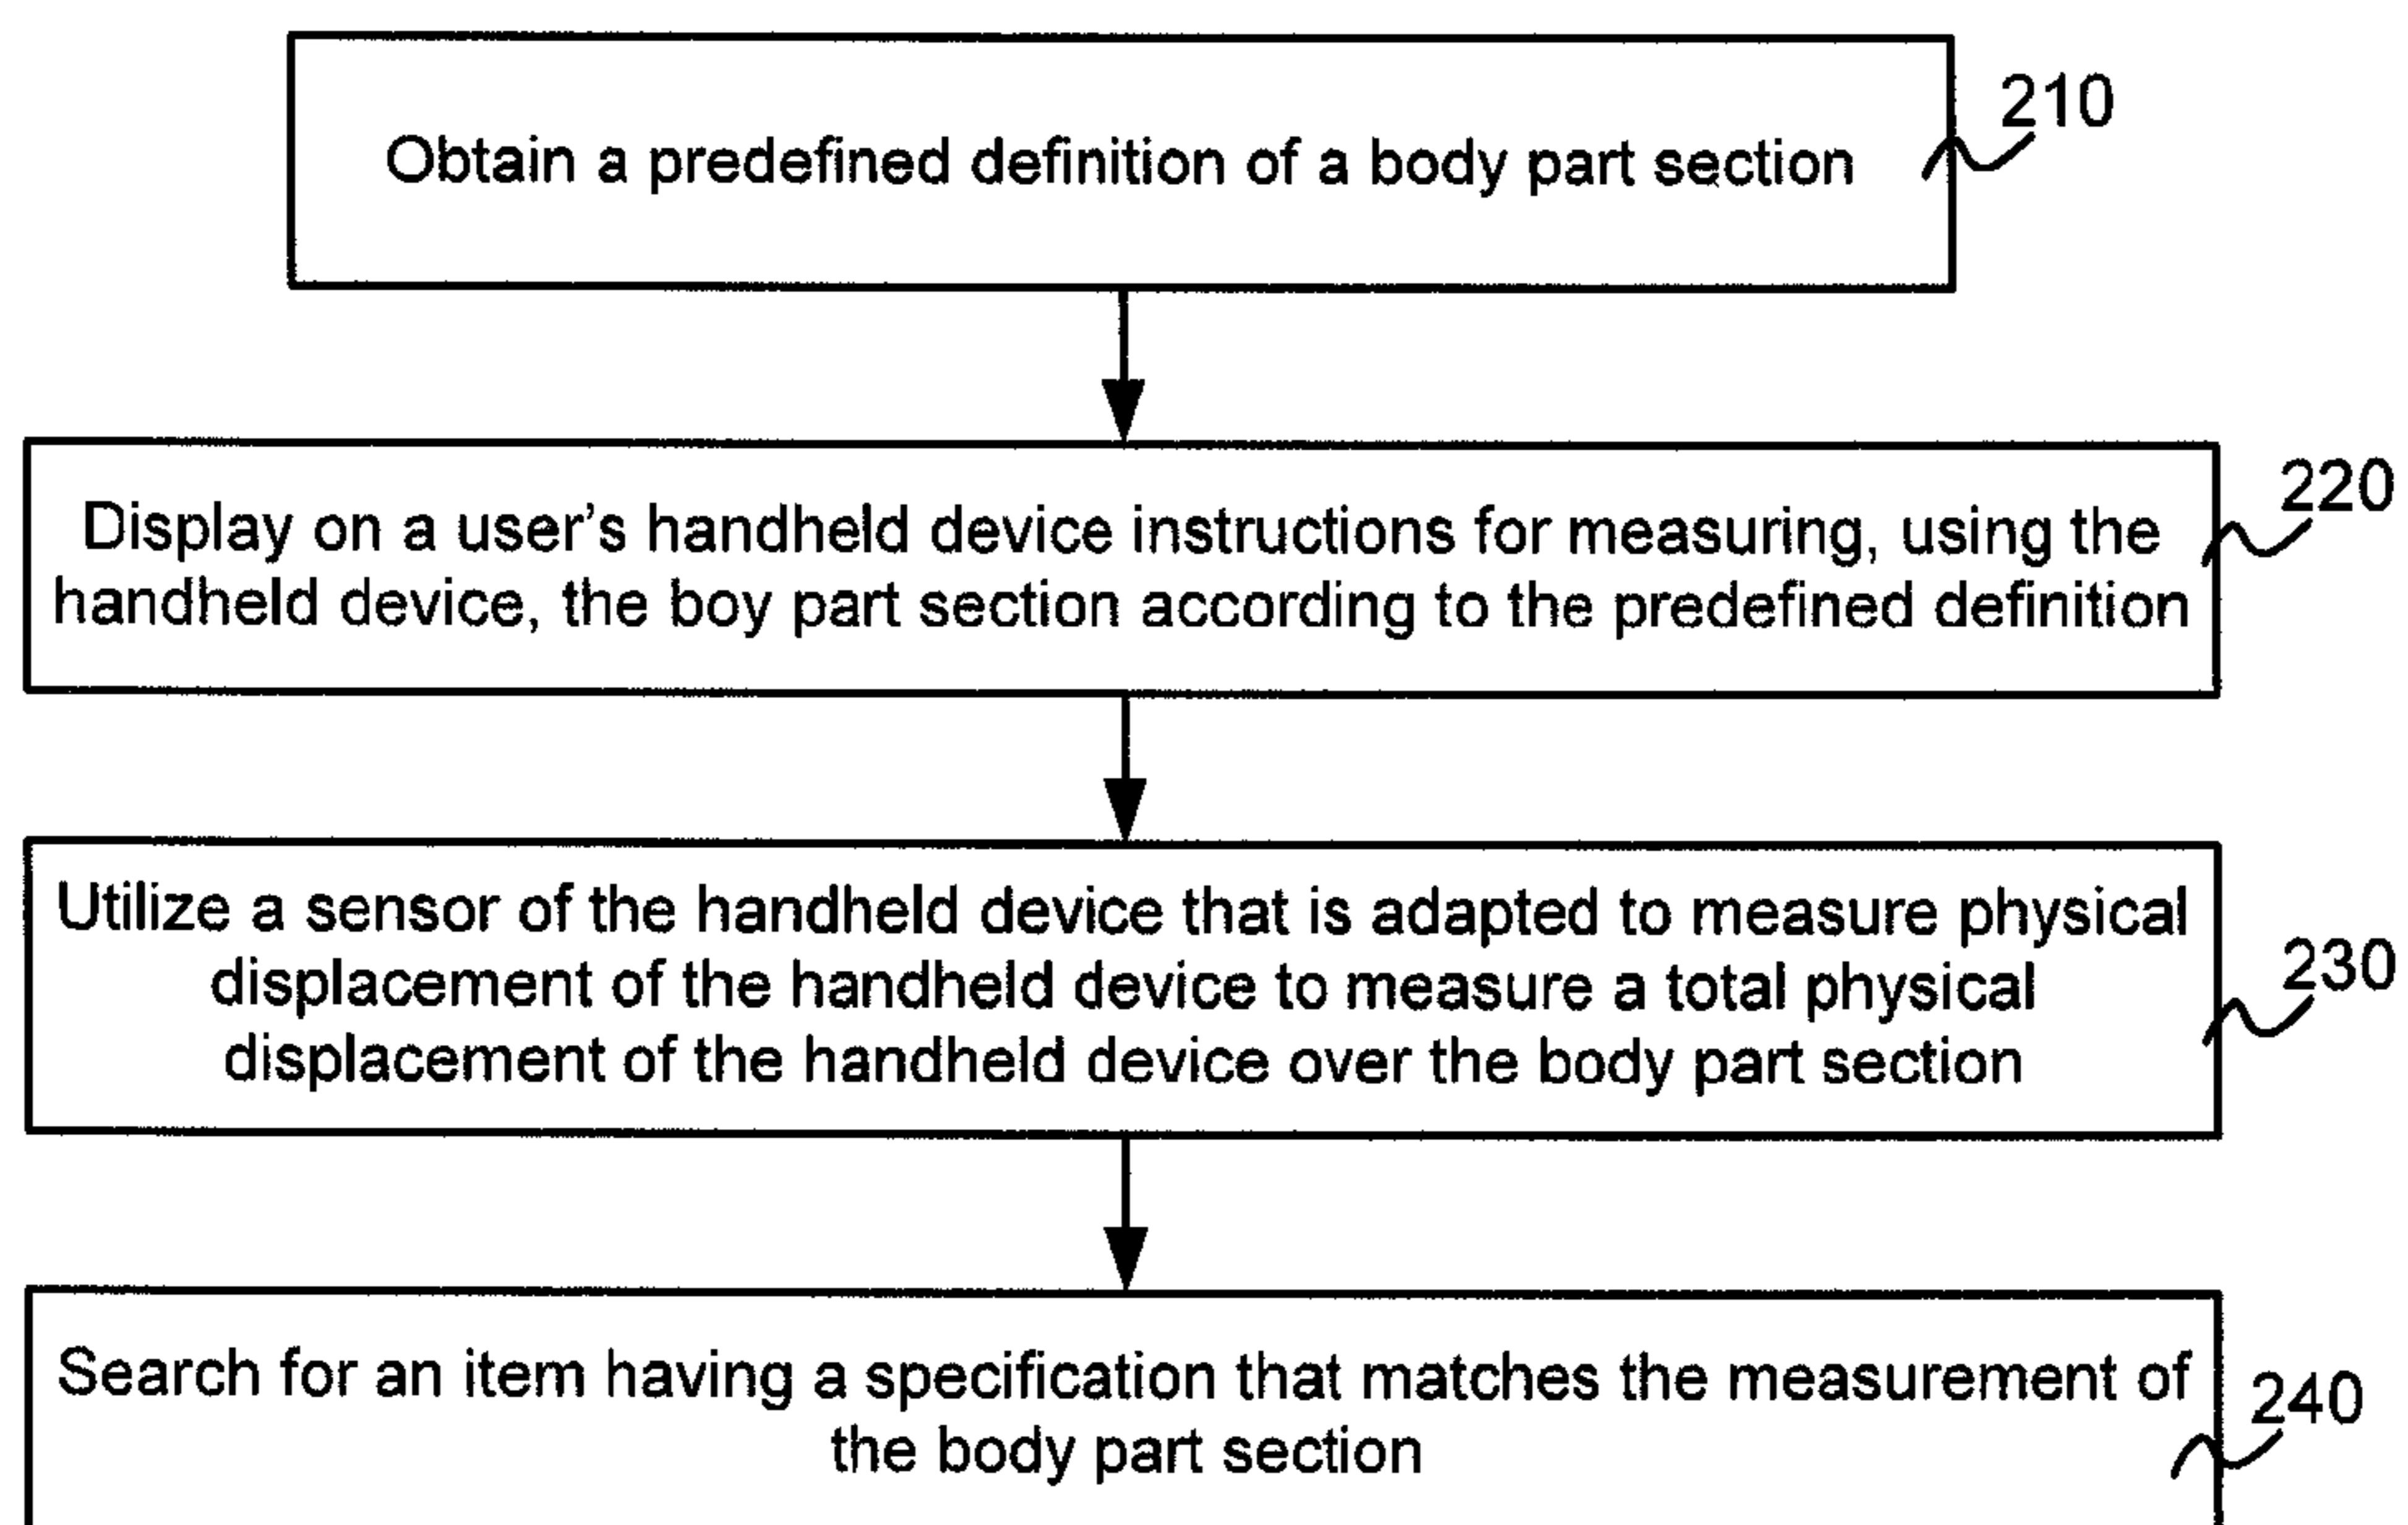 Obtain a predefined definition of a body part section
210
Display on a user's handheld device instructions for measuring, using the
handheld device, the boy part section according to the predefined definition
220
Utilize a sensor of the handheld device that is adapted to measure physical
displacement of the handheld device to measure a total physical
displacement of the handheld device over the body part section
230
Search for an item having a specification that matches the measurement of
the body part section
240